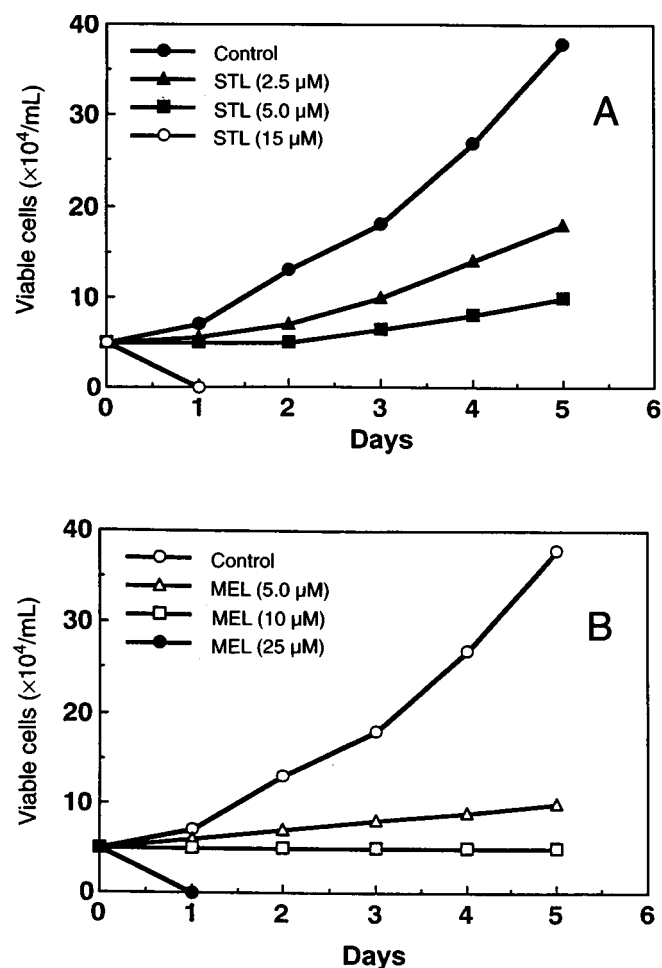 40
30
20
10
0
Viable cells (×10⁴/mL)
Control
STL (2.5 µM)
STL (5.0 µM)
STL (15 µM)
A
0 1 2 3 4 5 6
Days
40
30
20
10
0
Viable cells (×10⁴/mL)
Control
MEL (5.0 µM)
MEL (10 µM)
MEL (25 µM)
B
0 1 2 3 4 5 6
Days